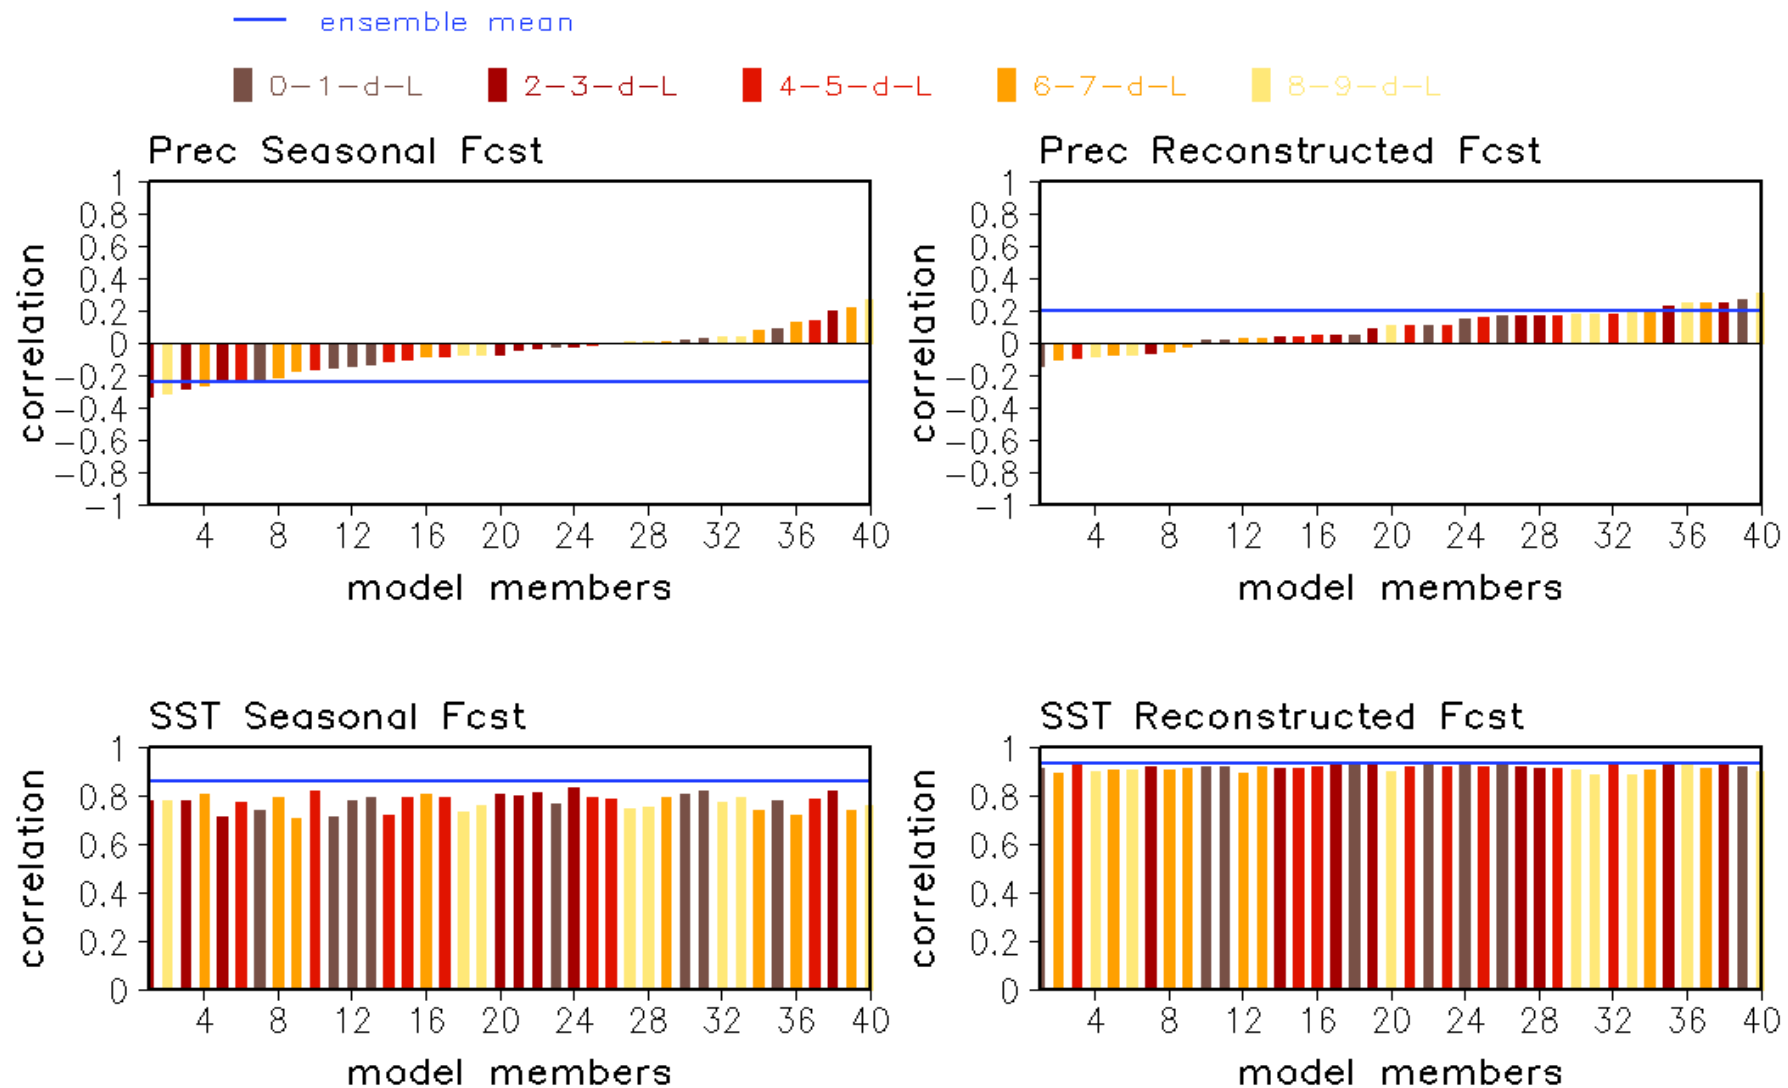 ensemble mean
0-1-d-L 2-3-d-L 4-5-d-L 6-7-d-L 8-9-d-L
Prec Seasonal Fcst
1
0.8
0.6
0.4
0.2
0
-0.2
-0.4
-0.6
-0.8
-1
correlation
4 8 12 16 20 24 28 32 36 40
model members
Prec Reconstructed Fcst
1
0.8
0.6
0.4
0.2
0
-0.2
-0.4
-0.6
-0.8
-1
correlation
4 8 12 16 20 24 28 32 36 40
model members
SST Seasonal Fcst
1
0.8
0.6
0.4
0.2
0
correlation
4 8 12 16 20 24 28 32 36 40
model members
SST Reconstructed Fcst
1
0.8
0.6
0.4
0.2
0
correlation
4 8 12 16 20 24 28 32 36 40
model members